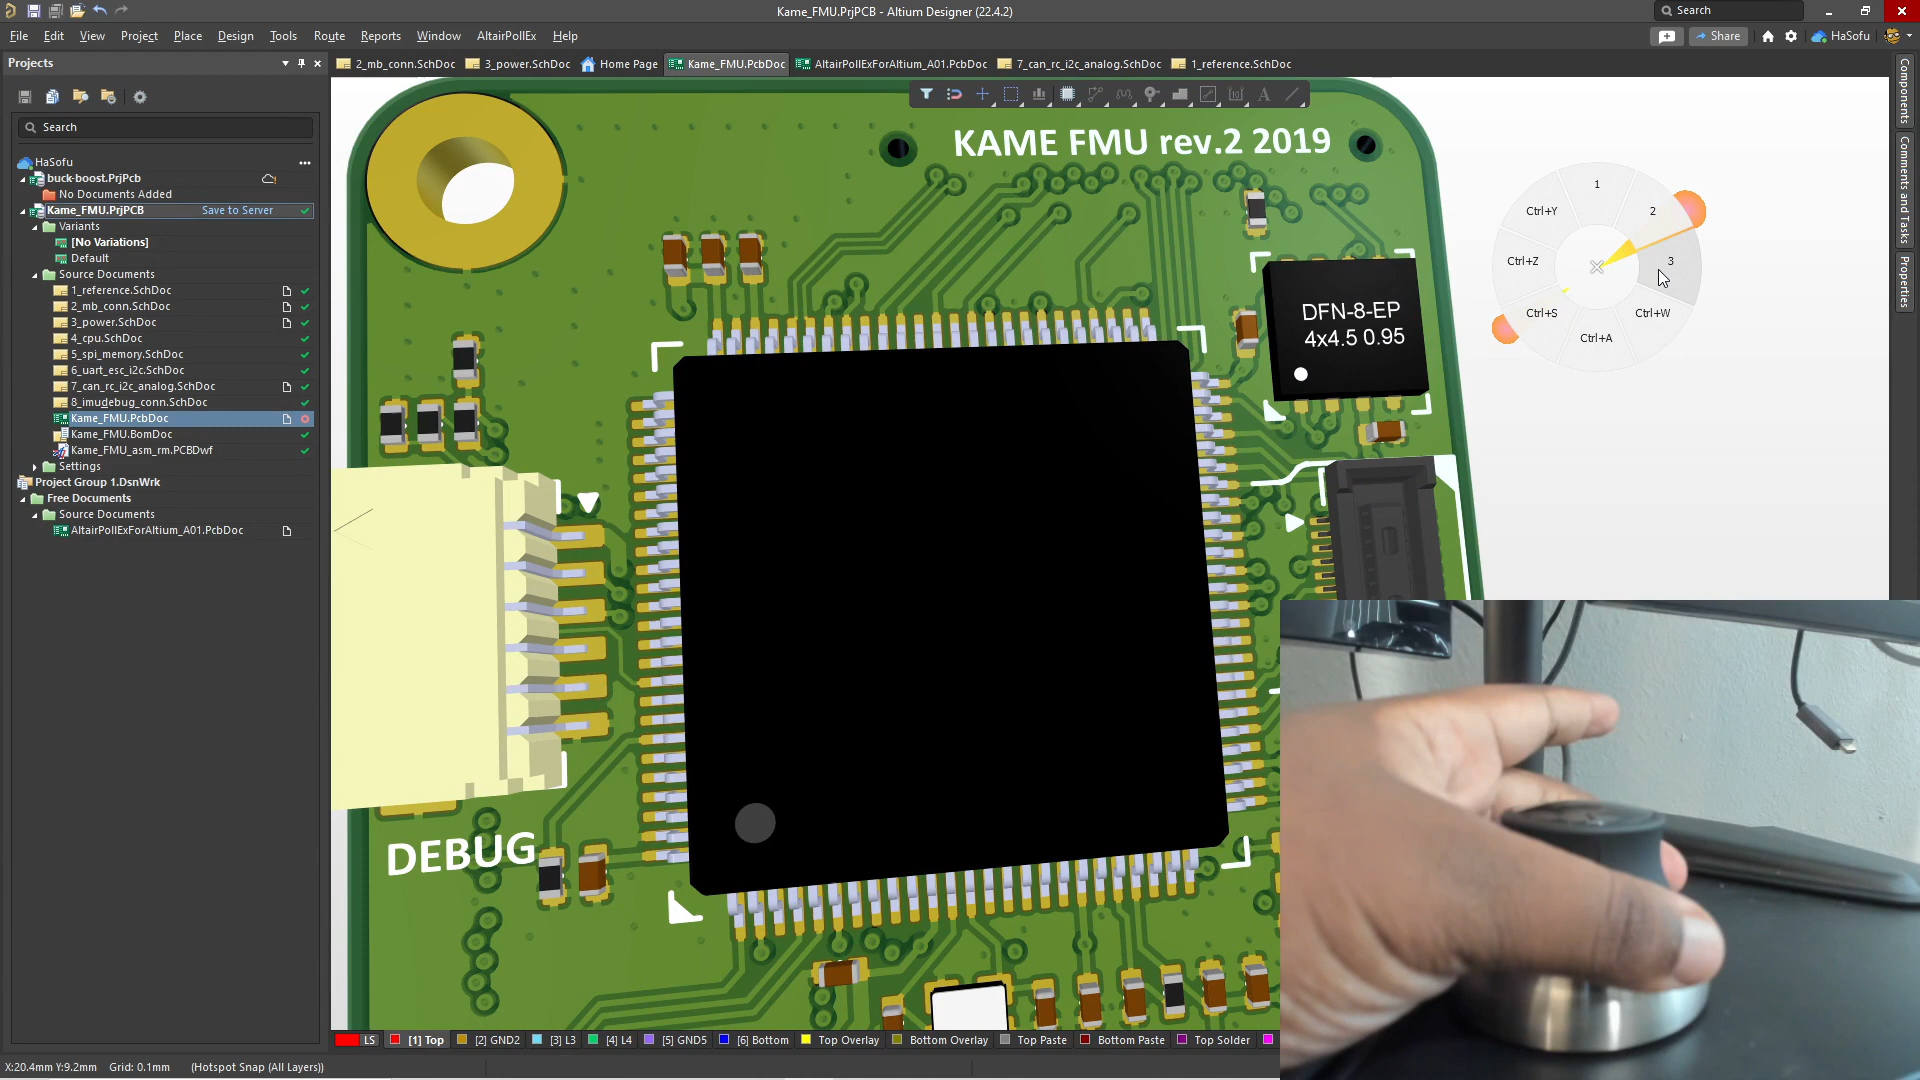 Kame_FMU.PrjPCB - Altium Designer (22.4.2)
Search
File Edit View Project Place Design Tools Route Reports Window AltairPollEx Help
Share
HaSofu
Projects
2_mb_conn.SchDoc
3_power.SchDoc
Home Page
Kame_FMU.PcbDoc
AltairPollExForAltium_A01.PcbDoc
7_can_rc_i2c_analog.SchDoc
1_reference.SchDoc
Search
HaSofu
buck-boost.PrjPcb
No Documents Added
Kame_FMU.PrjPCB Save to Server
Variants
[No Variations]
Default
Source Documents
1_reference.SchDoc
2_mb_conn.SchDoc
3_power.SchDoc
4_cpu.SchDoc
5_spi_memory.SchDoc
6_uart_esc_i2c.SchDoc
7_can_rc_i2c_analog.SchDoc
8_imudebug_conn.SchDoc
Kame_FMU.PcbDoc
Kame_FMU.BomDoc
Kame_FMU_asm_rm.PCBDwf
Settings
Project Group 1.DsnWrk
Free Documents
Source Documents
AltairPollExForAltium_A01.PcbDoc
KAME FMU rev.2 2019
DFN-8-EP
4x4.5 0.95
DEBUG
1
2
3
Ctrl+W
Ctrl+A
Ctrl+S
Ctrl+Z
Ctrl+Y
Components
Comments and Tasks
Properties
LS
[1] Top
[2] GND2
[3] L3
[4] L4
[5] GND5
[6] Bottom
Top Overlay
Bottom Overlay
Top Paste
Bottom Paste
Top Solder
X:20.4mm Y:9.2mm Grid: 0.1mm (Hotspot Snap (All Layers))